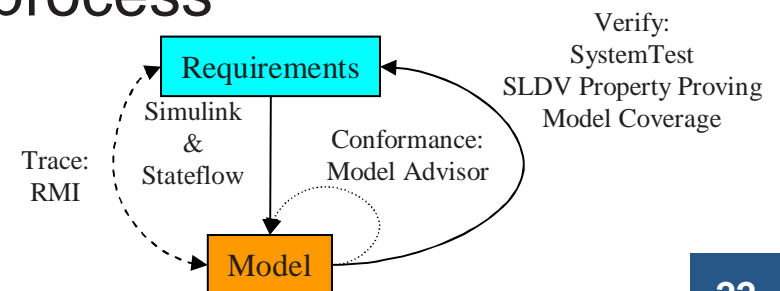 process
Verify:
SystemTest
SLDV Property Proving
Model Coverage
Requirements
Simulink
&
Stateflow
Conformance:
Model Advisor
Trace:
RMI
Model